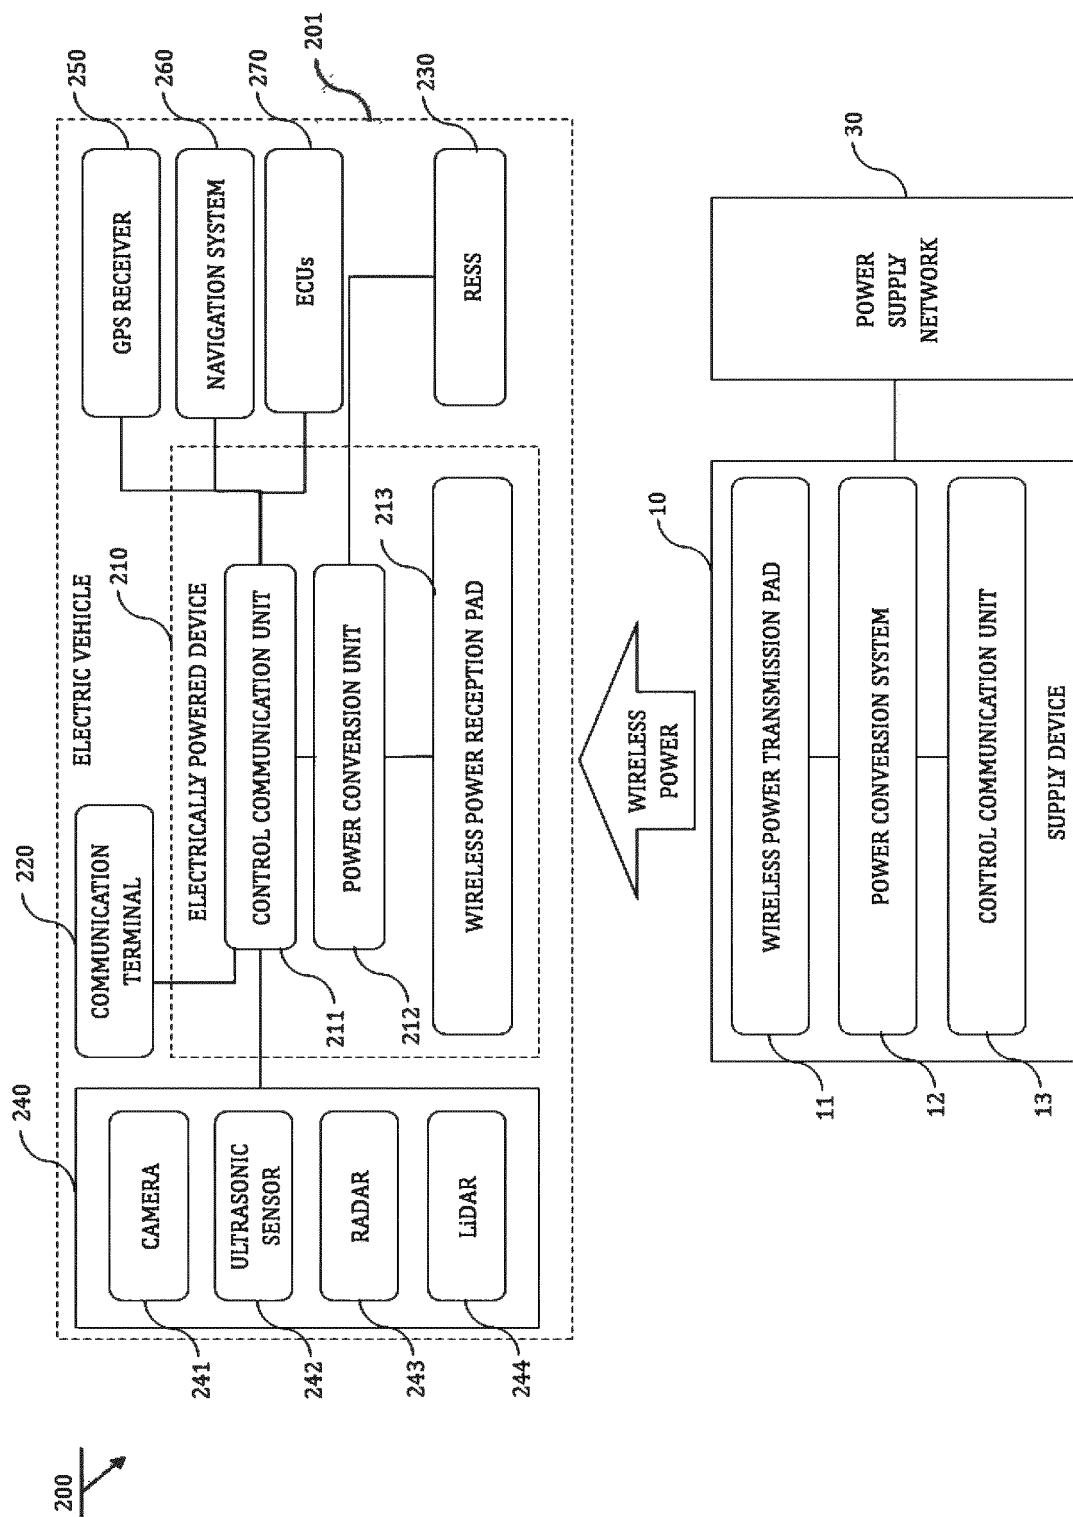 200
240
220
ELECTRIC VEHICLE
210
250
260
270
201
230
CAMERA
241
ULTRASONIC
SENSOR
242
RADAR
243
LiDAR
244
COMMUNICATION
TERMINAL
ELECTRICALLY POWERED DEVICE
CONTROL COMMUNICATION UNIT
211
POWER CONVERSION UNIT
212
213
WIRELESS POWER RECEPTION PAD
GPS RECEIVER
NAVIGATION SYSTEM
ECUs
RESS
WIRELESS
POWER
10
30
WIRELESS POWER TRANSMISSION PAD
11
POWER CONVERSION SYSTEM
12
CONTROL COMMUNICATION UNIT
13
SUPPLY DEVICE
POWER
SUPPLY
NETWORK